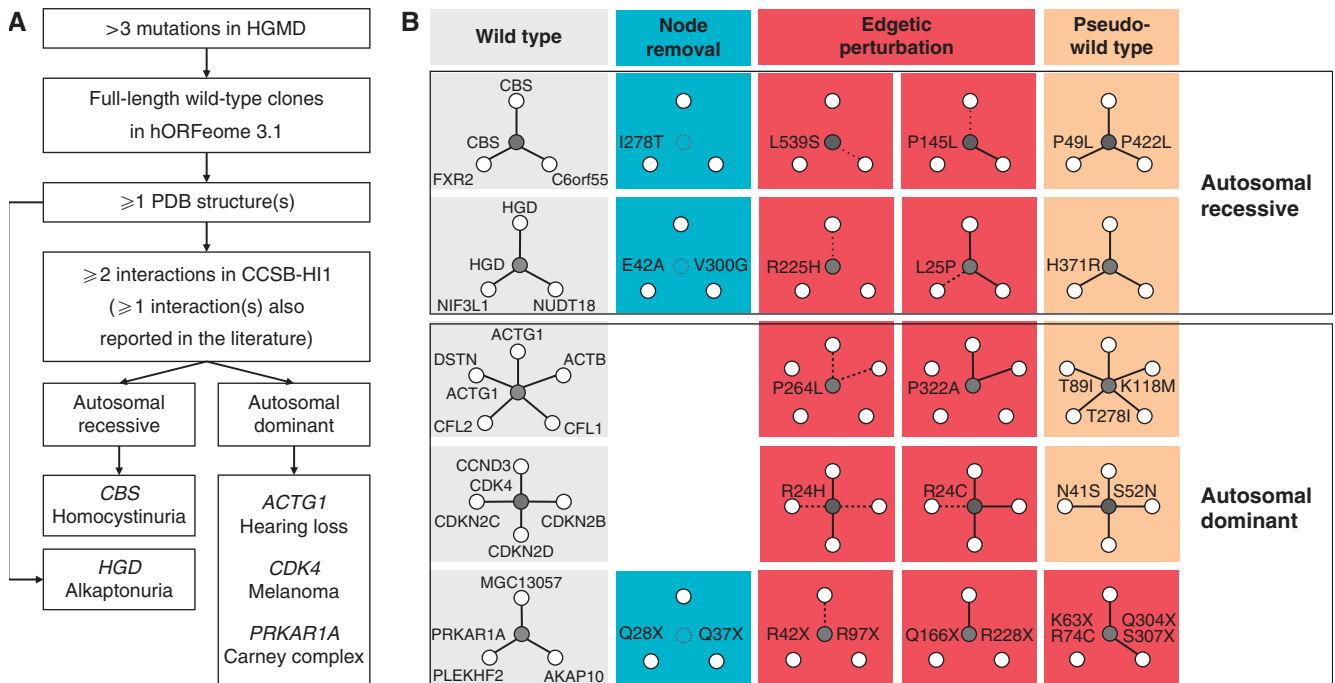 A
>3 mutations in HGMD
Full-length wild-type clones
in hORFeome 3.1
⩾1 PDB structure(s)
⩾2 interactions in CCSB-HI1
(⩾1 interaction(s) also
reported in the literature)
Autosomal
recessive
Autosomal
dominant
CBS
Homocystinuria
HGD
Alkaptonuria
ACTG1
Hearing loss
CDK4
Melanoma
PRKAR1A
Carney complex
B
Wild type
Node
removal
Edgetic
perturbation
Pseudo-
wild type
CBS
CBS
FXR2
C6orf55
I278T
L539S
P145L
P49L
P422L
HGD
HGD
NIF3L1
NUDT18
E42A
V300G
R225H
L25P
H371R
Autosomal
recessive
ACTG1
DSTN
ACTB
ACTG1
CFL2
CFL1
P264L
P322A
T89I
K118M
T278I
CCND3
CDK4
CDKN2C
CDKN2B
CDKN2D
R24H
R24C
N41S
S52N
Autosomal
dominant
MGC13057
PRKAR1A
PLEKHF2
AKAP10
Q28X
Q37X
R42X
R97X
Q166X
R228X
K63X
Q304X
R74C
S307X